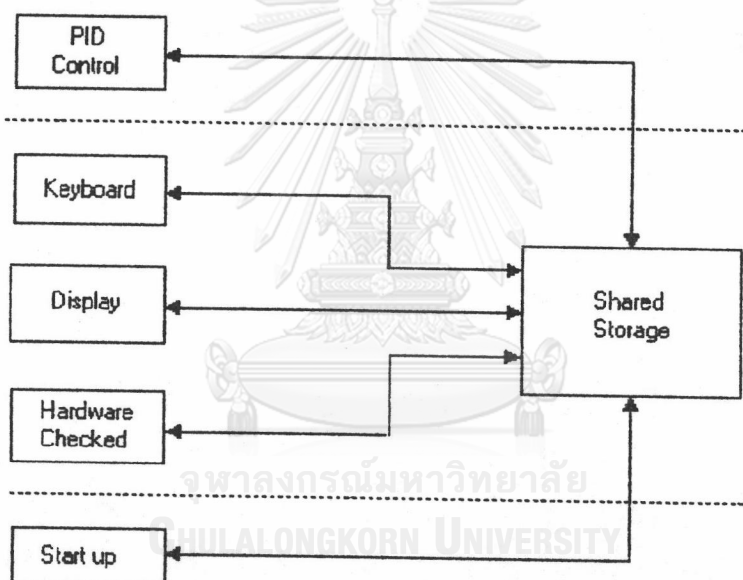 PID
Control
Keyboard
Display
Shared
Storage
Hardware
Checked
จุฬาลงกรณ์มหาวิทยาลัย
CHULALONGKORN UNIVERSITY
Start up